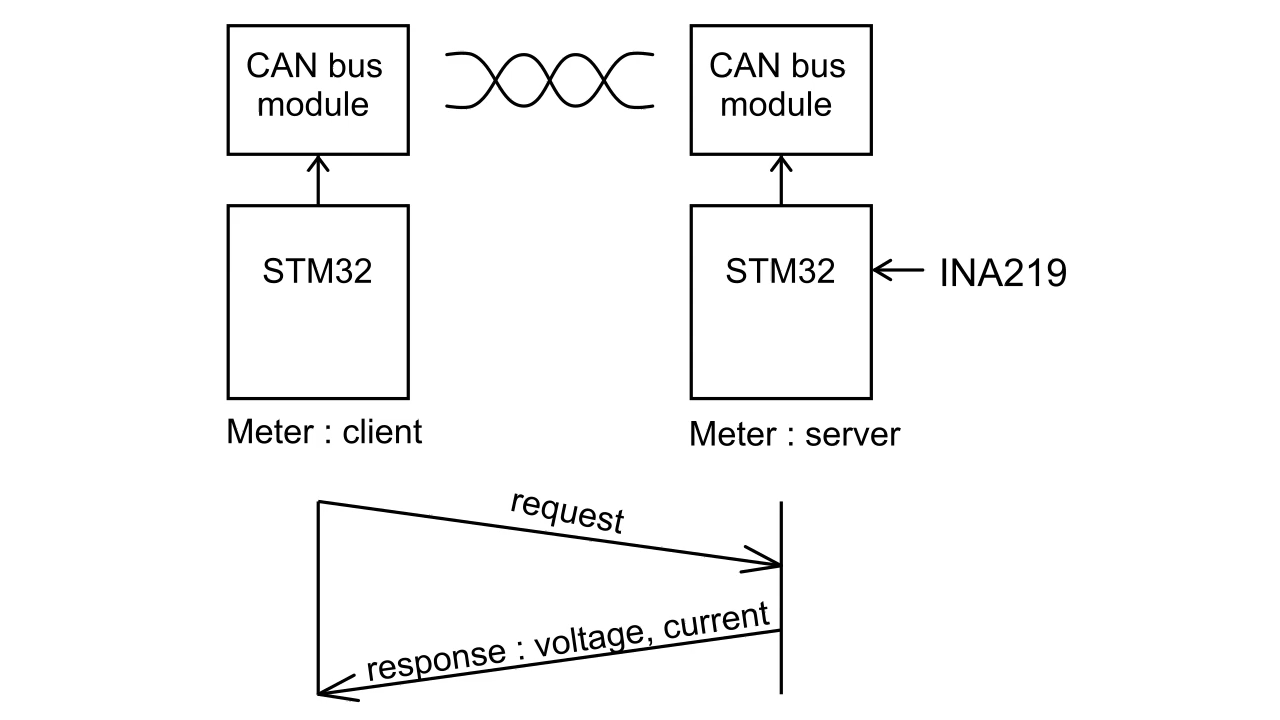 CAN bus
module
CAN bus
module
STM32
STM32
INA219
Meter : client
Meter : server
request
response : voltage, current